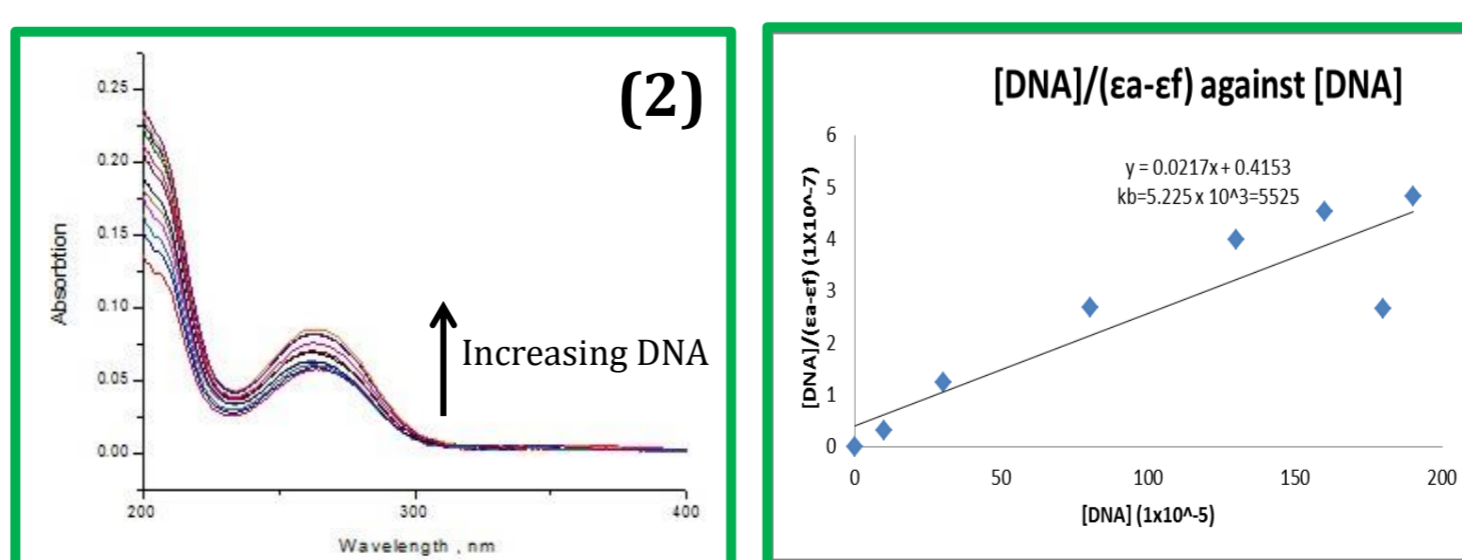 (2)
0.25
0.20
0.15
0.10
0.05
0.00
Absorbtion
Increasing DNA
200
300
400
Wavelength , nm
[DNA]/(εa-εf) against [DNA]
y = 0.0217x + 0.4153
kb=5.225 x 10^3=5525
[DNA]/(εa-εf) (1X10^-7)
6
5
4
3
2
1
0
0
50
100
150
200
[DNA] (1x10^-5)